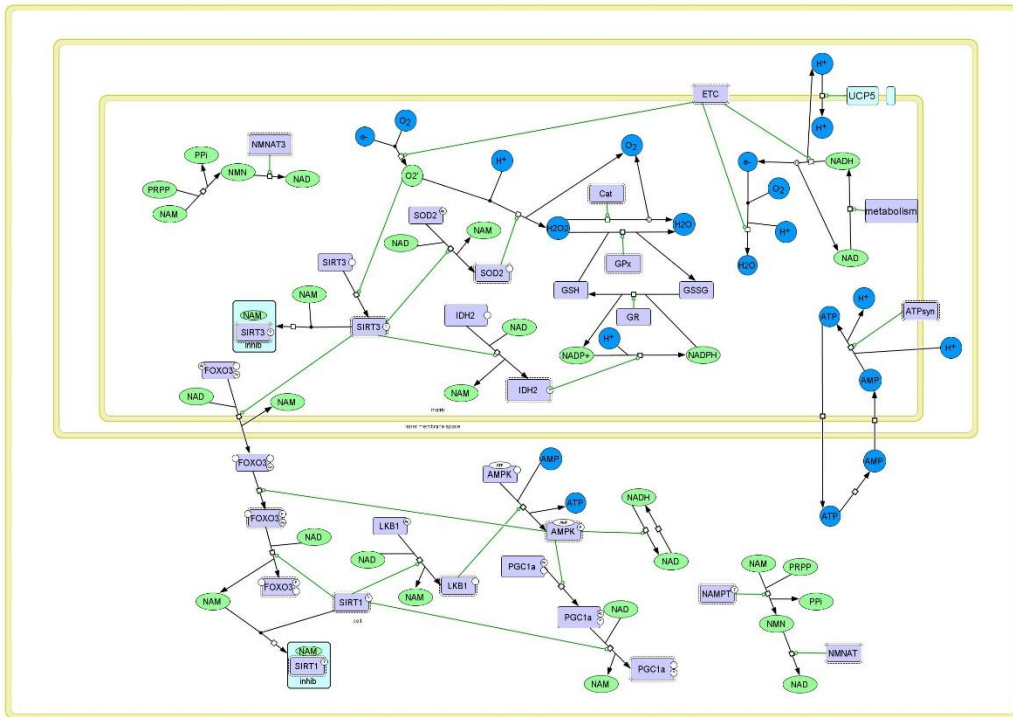 H+
ETC
UCP5
O2
e-
H+
NMNAT3
PPi
NMN
NAD
PRPP
NAM
O2'
H+
O2
e-
NADH
Cat
O2
SOD2
NAM
H2O2
H2O
H+
metabolism
NAD
SOD2
GPx
H2O
NAD
SIRT3
GSH
GSSG
NAM
NAM
SIRT3
inhib
SIRT3
IDH2
NAD
GR
H+
ATP
ATPsyn
H+
NADP+
H+
NADPH
FOXO3
AMP
NAD
NAM
NAM
IDH2
matrix
inner membrane space
FOXO3
ATP
AMPK
AMP
AMP
NADH
ATP
ATP
FOXO3
LKB1
AMPK
NAD
NAD
PGC1a
NAD
NAM
PRPP
FOXO3
LKB1
NAMPT
NAM
SIRT1
NAM
PGC1a
NAD
PPi
cell
NMN
NAM
SIRT1
inhib
PGC1a
NMNAT
NAM
NAD